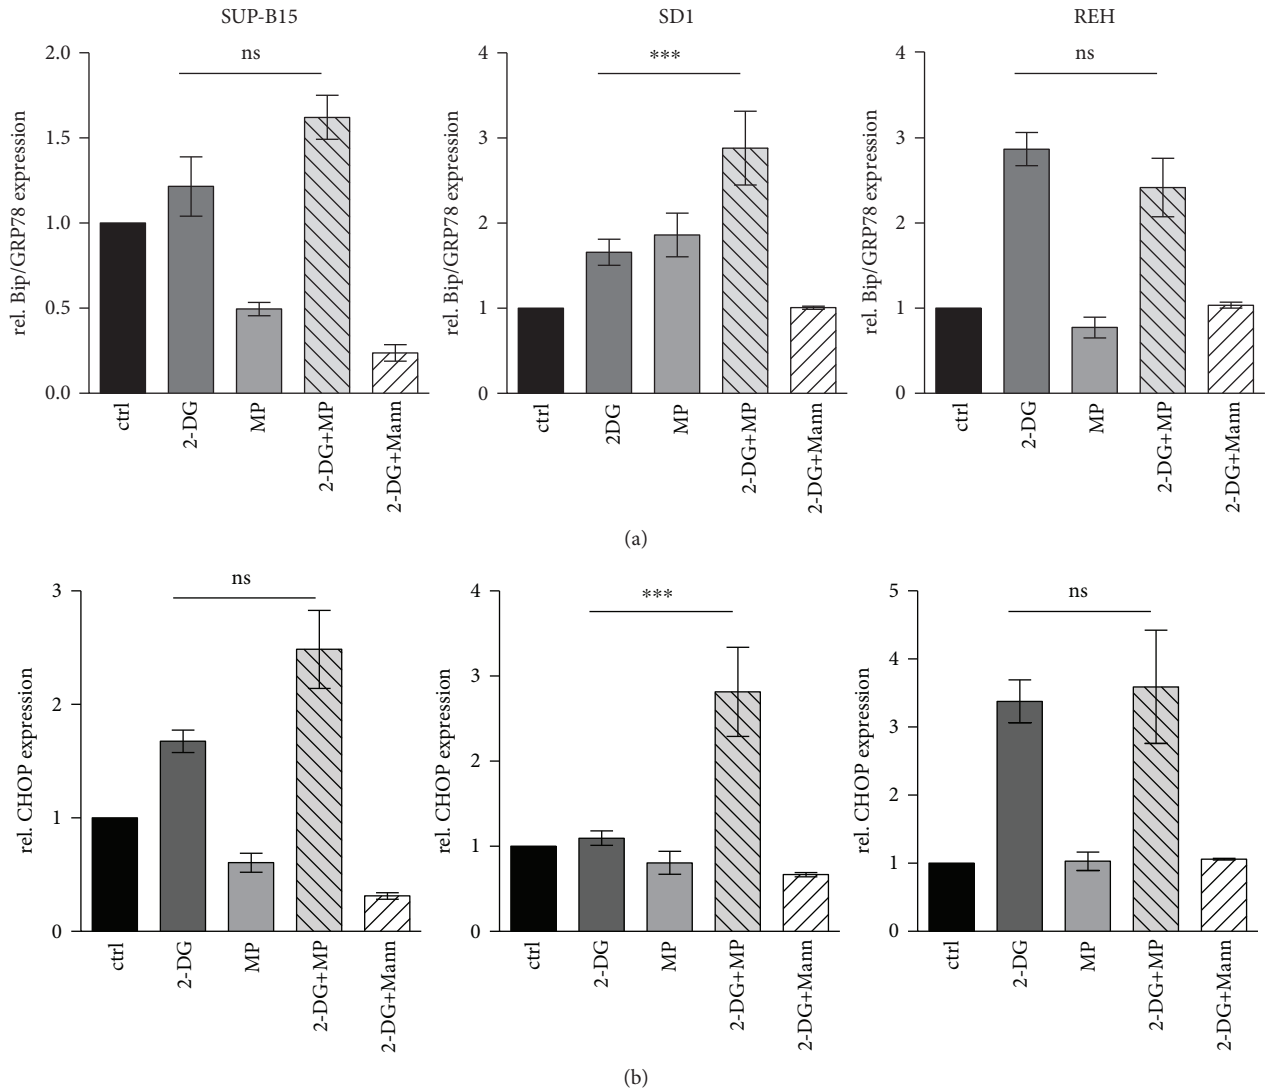 SUP-B15
SD1
REH
rel. Bip/GRP78 expression
2.0
1.5
1.0
0.5
0.0
ns
ctrl
2-DG
MP
2-DG+MP
2-DG+Mann
rel. Bip/GRP78 expression
4
3
2
1
0
***
ctrl
2DG
MP
2-DG+MP
2-DG+Mann
rel. Bip/GRP78 expression
4
3
2
1
0
ns
ctrl
2-DG
MP
2-DG+MP
2-DG+Mann
(a)
rel. CHOP expression
3
2
1
0
ns
ctrl
2-DG
MP
2-DG+MP
2-DG+Mann
rel. CHOP expression
4
3
2
1
0
***
ctrl
2-DG
MP
2-DG+MP
2-DG+Mann
rel. CHOP expression
5
4
3
2
1
0
ns
ctrl
2-DG
MP
2-DG+MP
2-DG+Mann
(b)